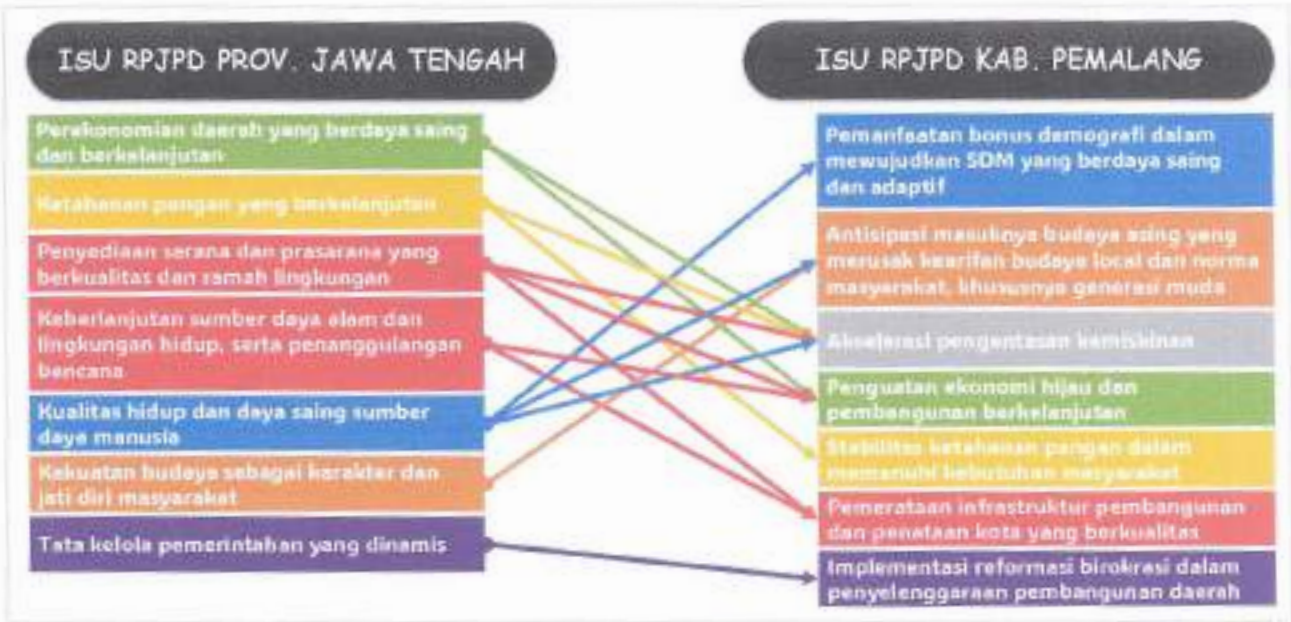 ISU RPJPD PROV. JAWA TENGAH
Perekonomian daerah yang berdaya saing
dan berkelanjutan
Ketahanan pangan yang berkelanjutan
Penyediaan sarana dan prasarana yang
berkualitas dan ramah lingkungan
Keberlanjutan sumber daya alam dan
lingkungan hidup, serta penanggulangan
bencana
Kualitas hidup dan daya saing sumber
daya manusia
Kekuatan budaya sebagai karakter dan
jati diri masyarakat
Tata kelola pemerintahan yang dinamis
ISU RPJPD KAB. PEMALANG
Pemanfaatan bonus demografi dalam
mewujudkan SDM yang berdaya saing
dan adaptif
Antisipasi masuknya budaya asing yang
merusak kearifan budaya local dan norma
masyarakat, khususnya generasi muda
Akselerasi pengentasan kemiskinan
Penguatan ekonomi hijau dan
pembangunan berkelanjutan
Stabilitas ketahanan pangan dalam
memenuhi kebutuhan masyarakat
Pemerataan infrastruktur pembangunan
dan penataan kota yang berkualitas
Implementasi reformasi birokrasi dalam
penyelenggaraan pembangunan daerah